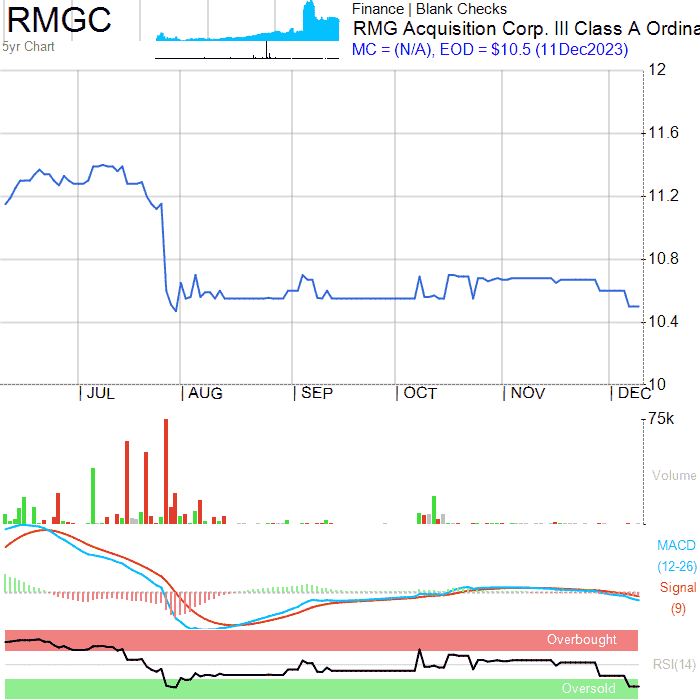 RMGC
5yr Chart
Finance | Blank Checks
RMG Acquisition Corp. III Class A Ordina
MC = (N/A), EOD = $10.5 (11Dec2023)
12
11.6
11.2
10.8
10.4
10
| JUL | AUG | SEP | OCT | NOV | DEC
75k
Volume
MACD
(12-26)
Signal
(9)
Overbought
RSI(14)
Oversold